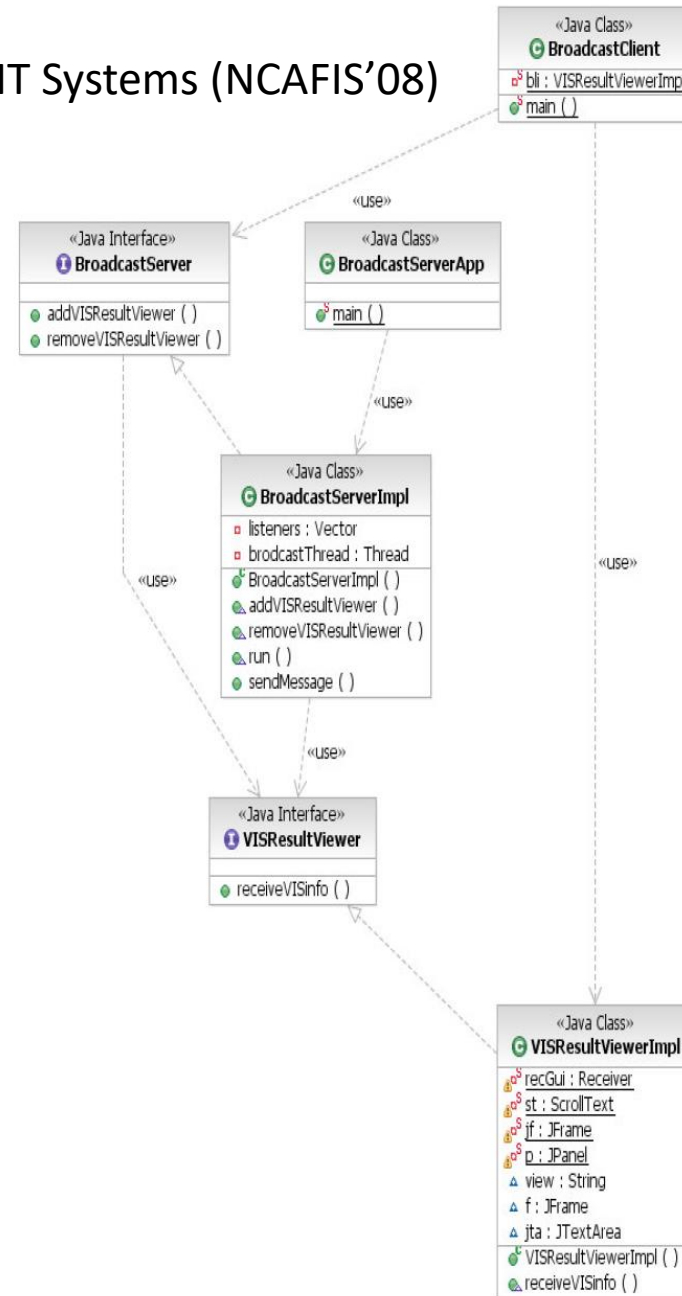 IT Systems (NCAFIS’08)
«Java Class»
BroadcastClient
bli : VISResultViewerImp
main ( )
«use»
«Java Interface»
BroadcastServer
addVISResultViewer ( )
removeVISResultViewer ( )
«Java Class»
BroadcastServerApp
main ( )
«use»
«Java Class»
BroadcastServerImpl
listeners : Vector
brodcastThread : Thread
BroadcastServerImpl ( )
addVISResultViewer ( )
removeVISResultViewer ( )
run ( )
sendMessage ( )
«use»
«use»
«use»
«Java Interface»
VISResultViewer
receiveVISinfo ( )
«Java Class»
VISResultViewerImpl
recGui : Receiver
st : ScrollText
jf : JFrame
p : JPanel
view : String
f : JFrame
jta : JTextArea
VISResultViewerImpl ( )
receiveVISinfo ( )